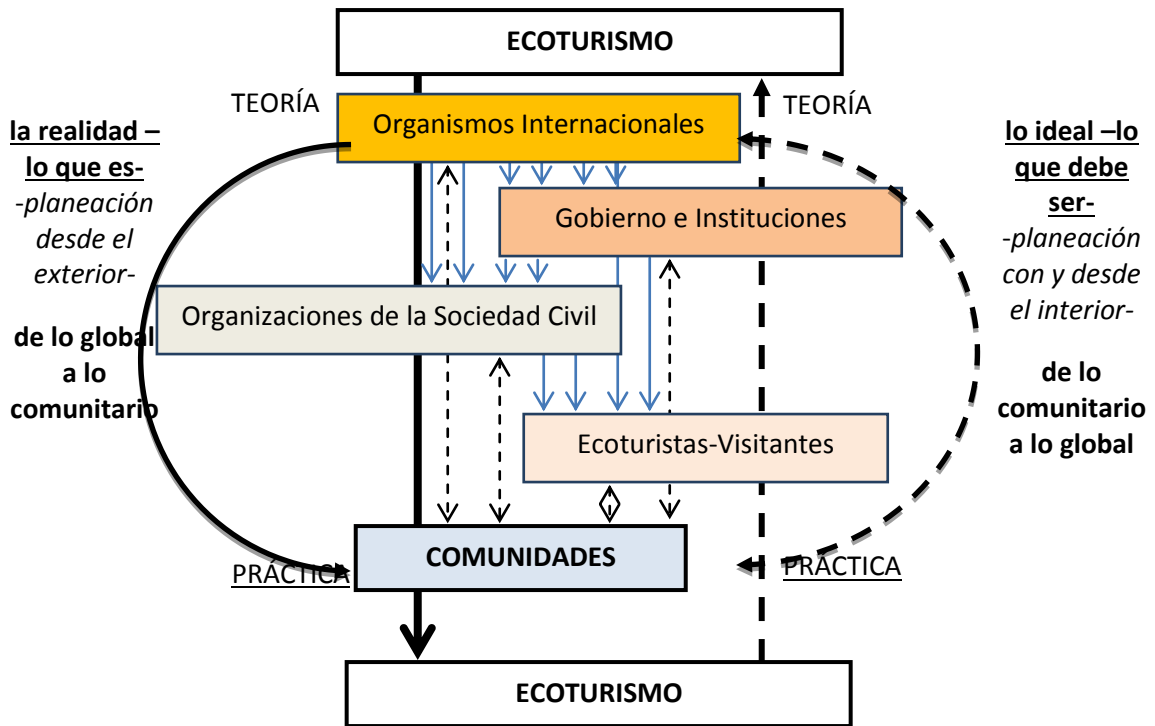 ECOTURISMO
TEORÍA
TEORÍA
Organismos Internacionales
la realidad –
lo que es-
-planeación
desde el
exterior-
de lo global
a lo
comunitario
lo ideal –lo
que debe
ser-
-planeación
con y desde
el interior-
de lo
comunitario
a lo global
Gobierno e Instituciones
Organizaciones de la Sociedad Civil
Ecoturistas-Visitantes
COMUNIDADES
PRÁCTICA
PRÁCTICA
ECOTURISMO